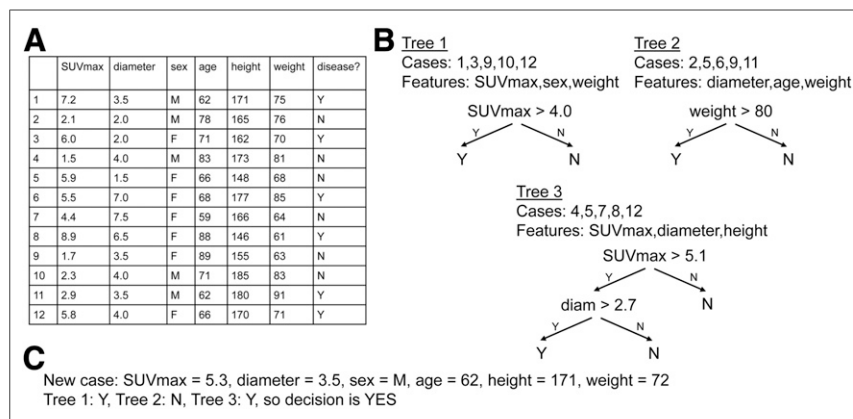 A
SUVmax diameter sex age height weight disease?
1 7.2 3.5 M 62 171 75 Y
2 2.1 2.0 M 78 165 76 N
3 6.0 2.0 F 71 162 70 Y
4 1.5 4.0 M 83 173 81 N
5 5.9 1.5 F 66 148 68 N
6 5.5 7.0 F 68 177 85 Y
7 4.4 7.5 F 59 166 64 N
8 8.9 6.5 F 88 146 61 Y
9 1.7 3.5 F 89 155 63 N
10 2.3 4.0 M 71 185 83 N
11 2.9 3.5 M 62 180 91 Y
12 5.8 4.0 F 66 170 71 Y
B
Tree 1
Cases: 1,3,9,10,12
Features: SUVmax,sex,weight
SUVmax > 4.0
Y N
Y N
Tree 2
Cases: 2,5,6,9,11
Features: diameter,age,weight
weight > 80
Y N
Y N
Tree 3
Cases: 4,5,7,8,12
Features: SUVmax,diameter,height
SUVmax > 5.1
Y N
diam > 2.7 N
Y N
Y N
C
New case: SUVmax = 5.3, diameter = 3.5, sex = M, age = 62, height = 171, weight = 72
Tree 1: Y, Tree 2: N, Tree 3: Y, so decision is YES